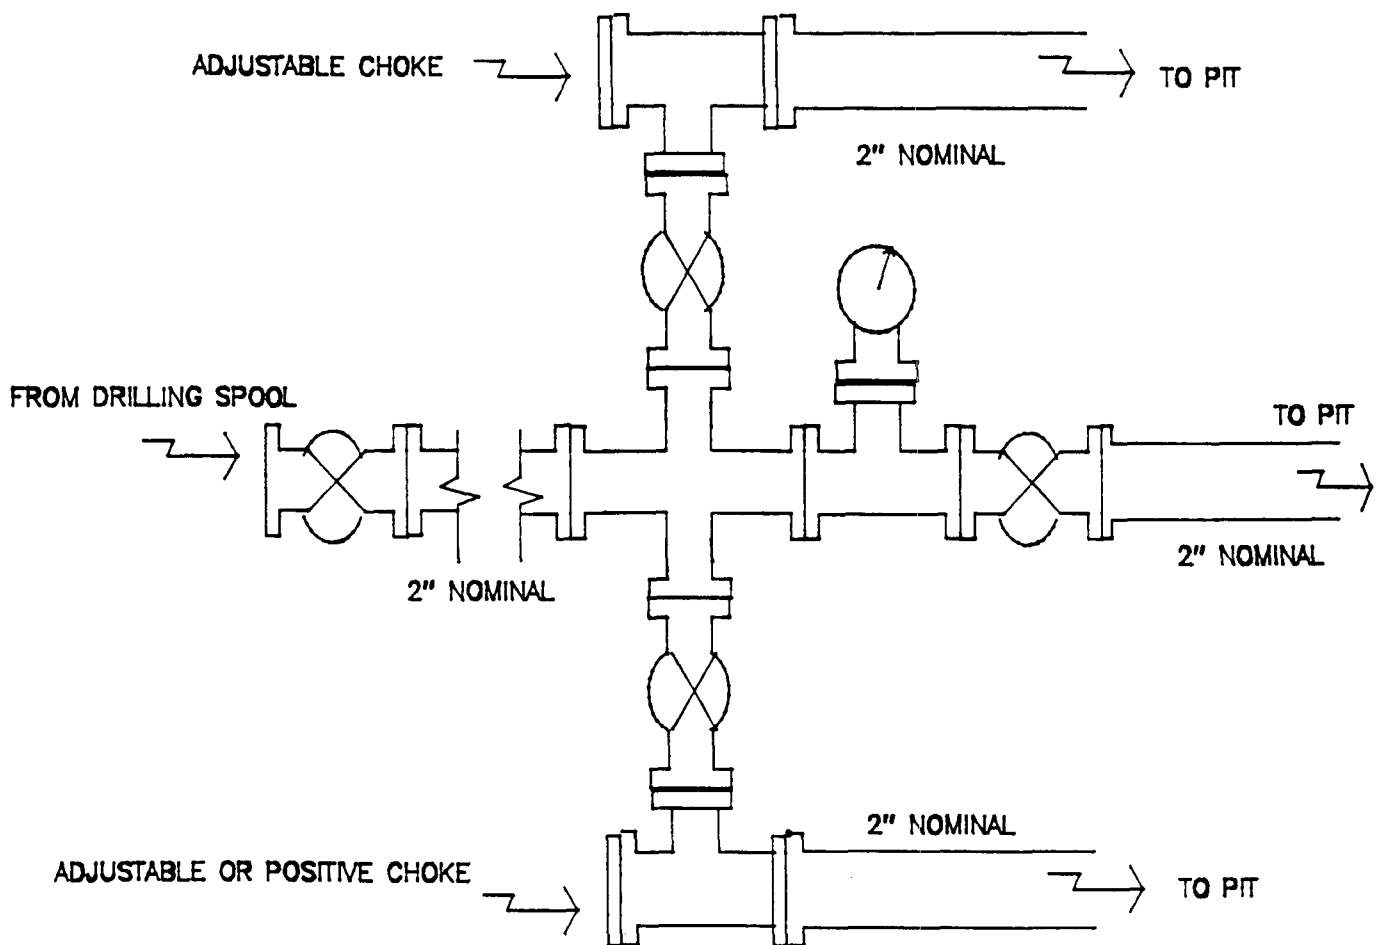 ADJUSTABLE CHOKE
TO PIT
2" NOMINAL
FROM DRILLING SPOOL
TO PIT
2" NOMINAL
2" NOMINAL
2" NOMINAL
ADJUSTABLE OR POSITIVE CHOKE
TO PIT